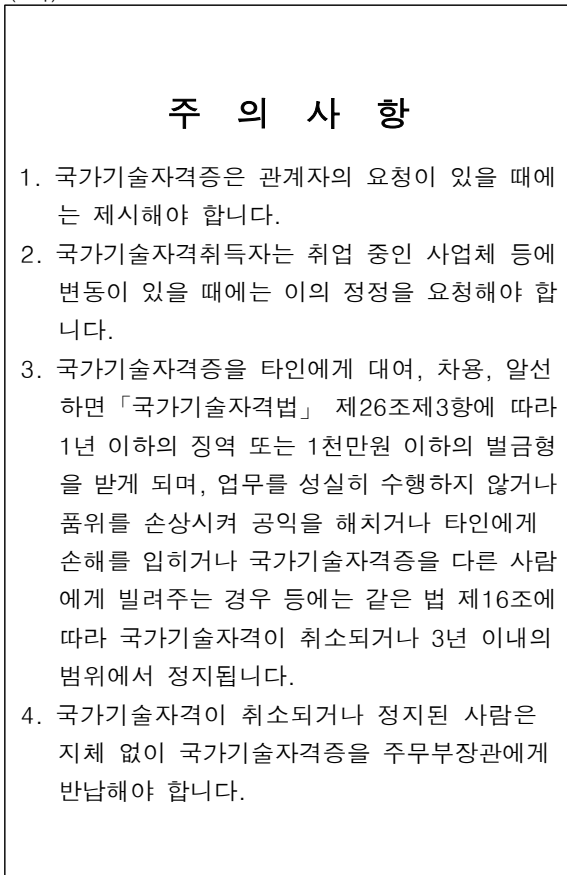 주 의 사 항
1. 국가기술자격증은 관계자의 요청이 있을 때에
는 제시해야 합니다.
2. 국가기술자격취득자는 취업 중인 사업체 등에
변동이 있을 때에는 이의 정정을 요청해야 합
니다.
3. 국가기술자격증을 타인에게 대여, 차용, 알선
하면「국가기술자격법」 제26조제3항에 따라
1년 이하의 징역 또는 1천만원 이하의 벌금형
을 받게 되며, 업무를 성실히 수행하지 않거나
품위를 손상시켜 공익을 해치거나 타인에게
손해를 입히거나 국가기술자격증을 다른 사람
에게 빌려주는 경우 등에는 같은 법 제16조에
따라 국가기술자격이 취소되거나 3년 이내의
범위에서 정지됩니다.
4. 국가기술자격이 취소되거나 정지된 사람은
지체 없이 국가기술자격증을 주무부장관에게
반납해야 합니다.